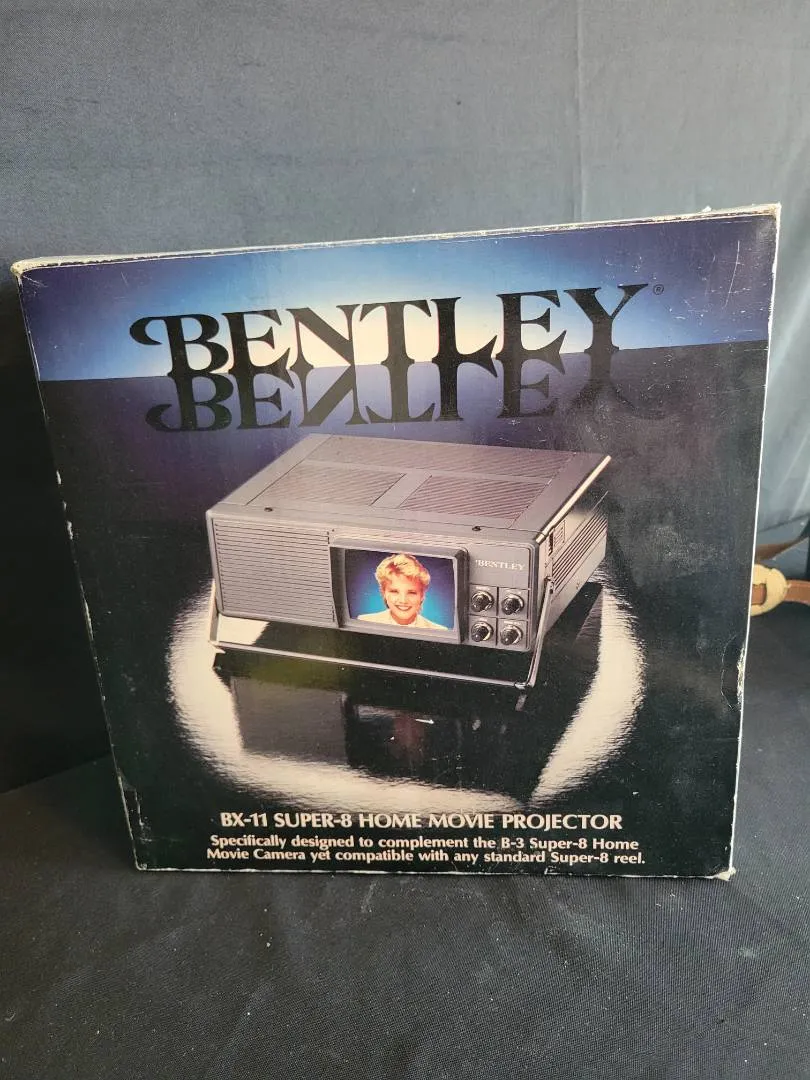 BENTLEY®
BENTLEY
BX-11 SUPER-8 HOME MOVIE PROJECTOR
Specifically designed to complement the B-3 Super-8 Home
Movie Camera yet compatible with any standard Super-8 reel.